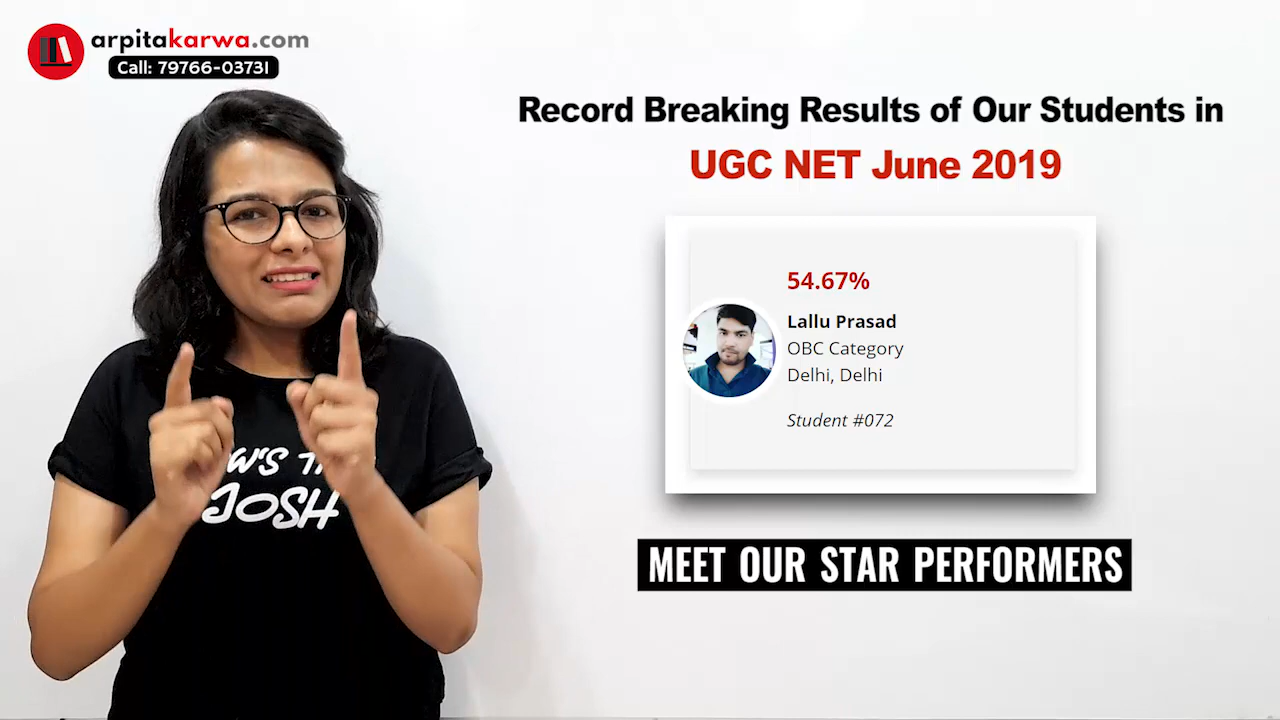 arpitakarwa.com
Call: 79766-03731
Record Breaking Results of Our Students in
UGC NET June 2019
54.67%
Lallu Prasad
OBC Category
Delhi, Delhi
Student #072
JOSH
MEET OUR STAR PERFORMERS